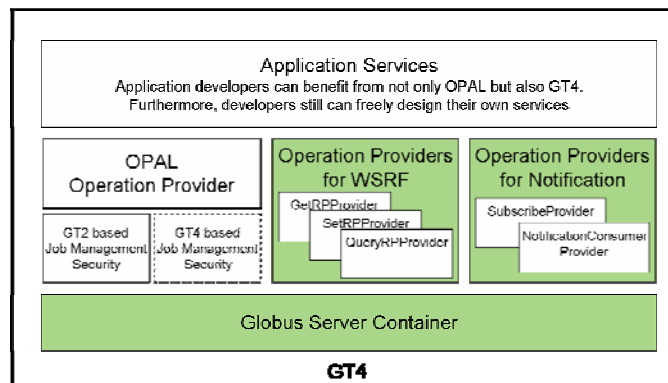 Application Services
Application developers can benefit from not only OPAL but also GT4.
Furthermore, developers still can freely design their own services
OPAL
Operation Provider
GT2 based
Job Management
Security
GT4 based
Job Management
Security
Operation Providers
for WSRF
GetRPProvider
SetRPProvider
QueryRPProvider
Operation Providers
for Notification
SubscribeProvider
NotificationConsumer
Provider
Globus Server Container
GT4